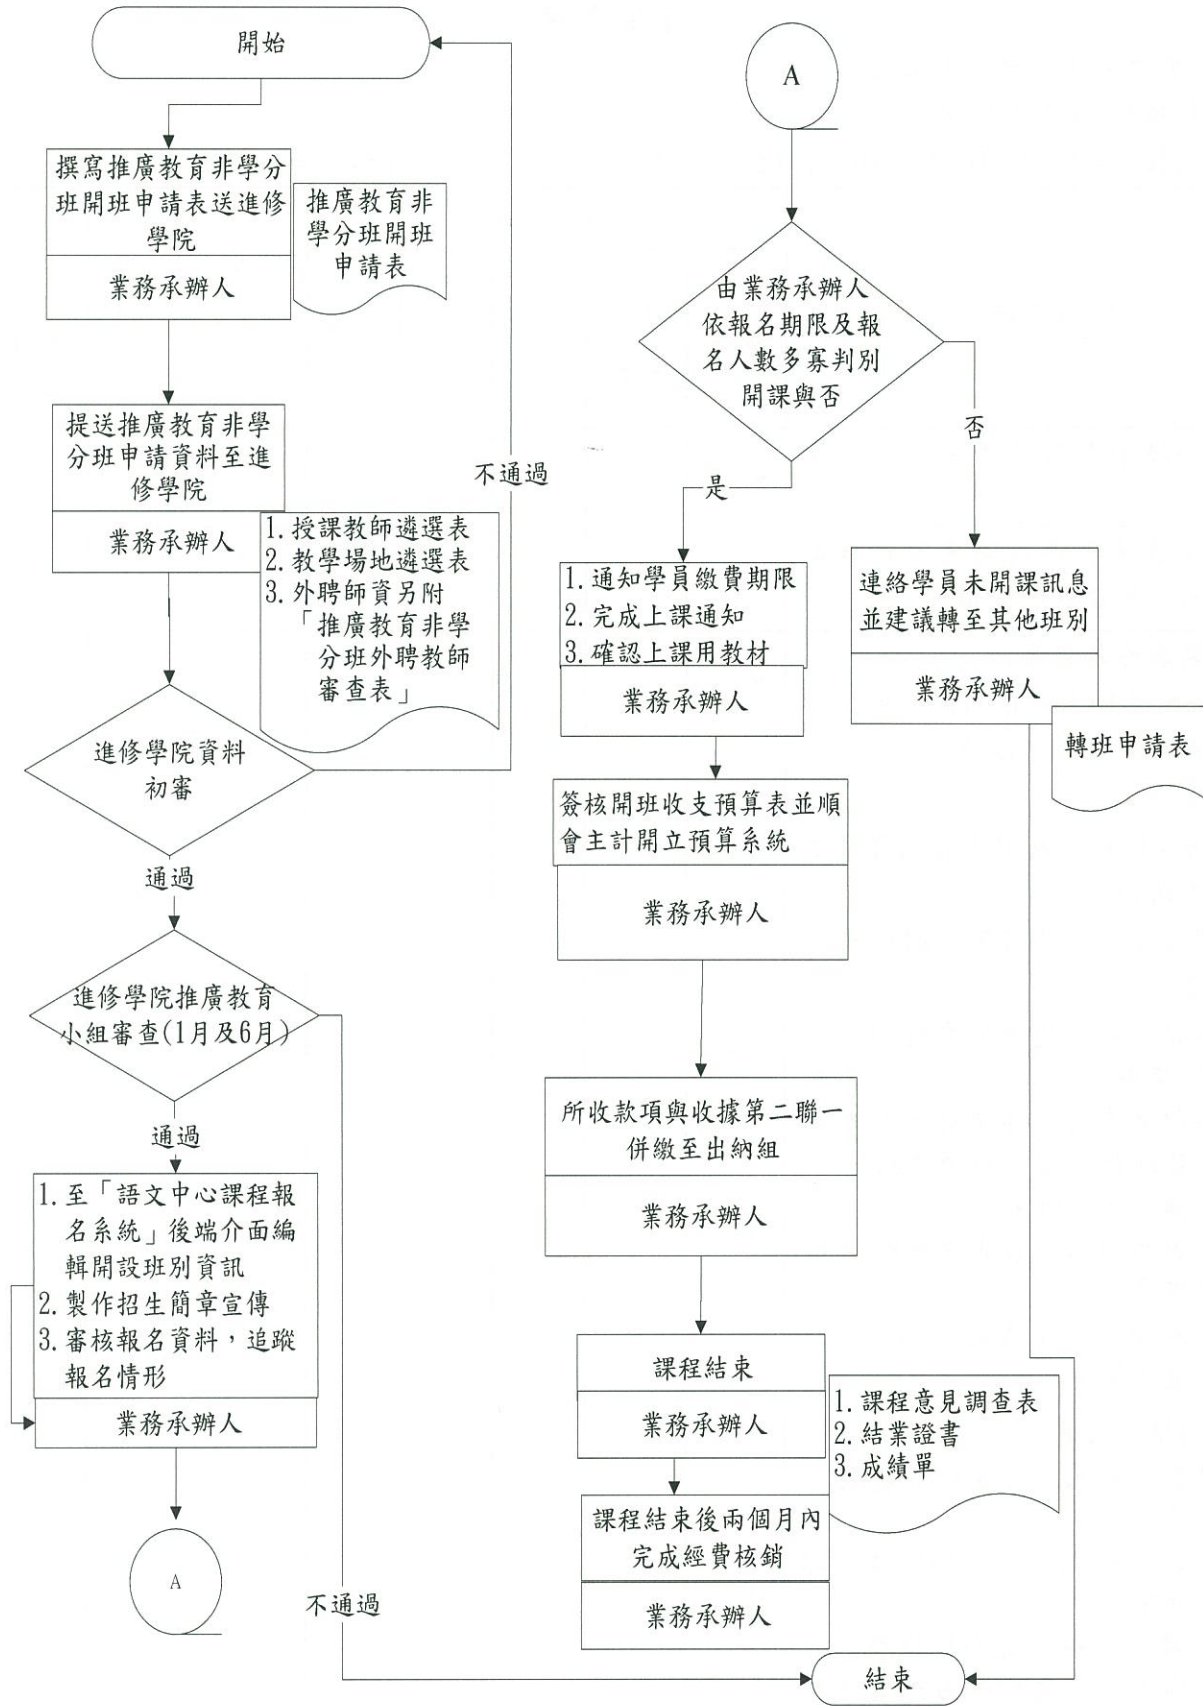 開始
撰寫推廣教育非學分
班開班申請表送進修
學院
業務承辦人
推廣教育非
學分班開班
申請表
提送推廣教育非學
分班申請資料至進
修學院
業務承辦人
1. 授課教師遴選表
2. 教學場地遴選表
3. 外聘師資另附
「推廣教育非學
分班外聘教師
審查表」
不通過
進修學院資料
初審
通過
進修學院推廣教育
小組審查(1月及6月)
通過
1. 至「語文中心課程報
名系統」後端介面編
輯開設班別資訊
2. 製作招生簡章宣傳
3. 審核報名資料，追蹤
報名情形
業務承辦人
A
不通過
A
由業務承辦人
依報名期限及報
名人數多寡判別
開課與否
是
否
1. 通知學員繳費期限
2. 完成上課通知
3. 確認上課用教材
業務承辦人
連絡學員未開課訊息
並建議轉至其他班別
業務承辦人
轉班申請表
簽核開班收支預算表並順
會主計開立預算系統
業務承辦人
所收款項與收據第二聯一
併繳至出納組
業務承辦人
課程結束
業務承辦人
1. 課程意見調查表
2. 結業證書
3. 成績單
課程結束後兩個月內
完成經費核銷
業務承辦人
結束